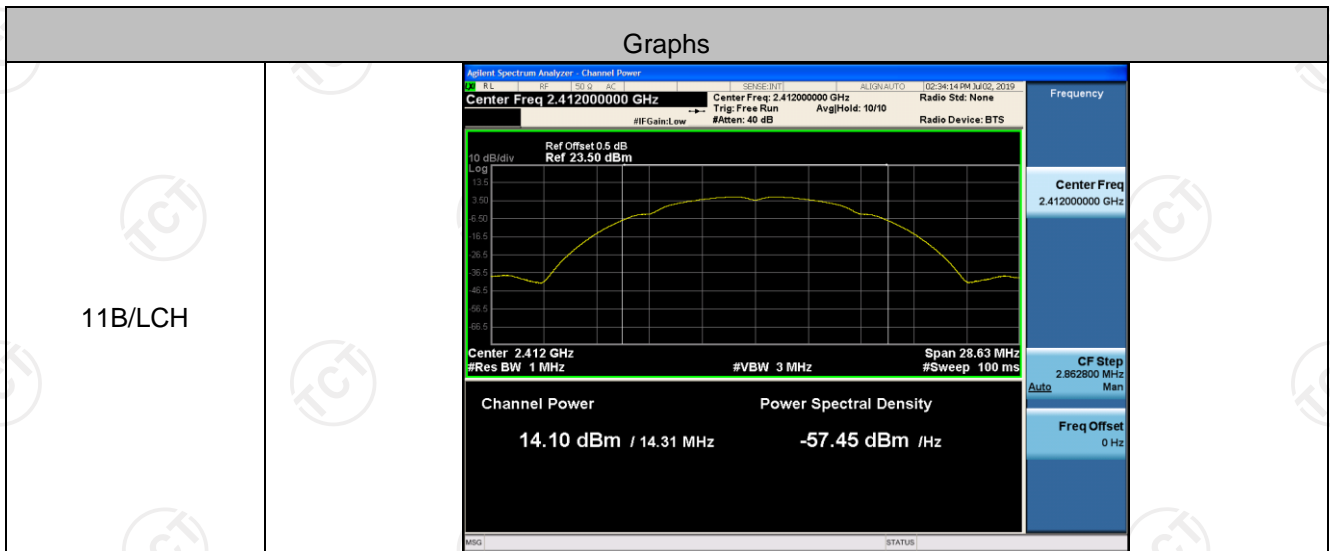 Graphs
11B/LCH
Agilent Spectrum Analyzer - Channel Power
RL RF 50 Ω AC SENSE:INT ALIGNAUTO 02:34:14 PM Jul 02, 2019
Center Freq 2.412000000 GHz
Center Freq: 2.412000000 GHz
Radio Std: None
Trig: Free Run Avg|Hold: 10/10
#IFGain:Low
#Atten: 40 dB
Radio Device: BTS
Frequency
Ref Offset 0.5 dB
10 dB/div Ref 23.50 dBm
Log
13.5
3.50
-6.50
-16.5
-26.5
-36.5
-46.5
-56.5
-66.5
Center 2.412 GHz
Span 28.63 MHz
#Res BW 1 MHz
#VBW 3 MHz
#Sweep 100 ms
Channel Power
Power Spectral Density
14.10 dBm / 14.31 MHz
-57.45 dBm /Hz
Center Freq
2.412000000 GHz
CF Step
2.862800 MHz
Auto Man
Freq Offset
0 Hz
MSG
STATUS
TCT
TCT
TCT
TCT
TCT
TCT